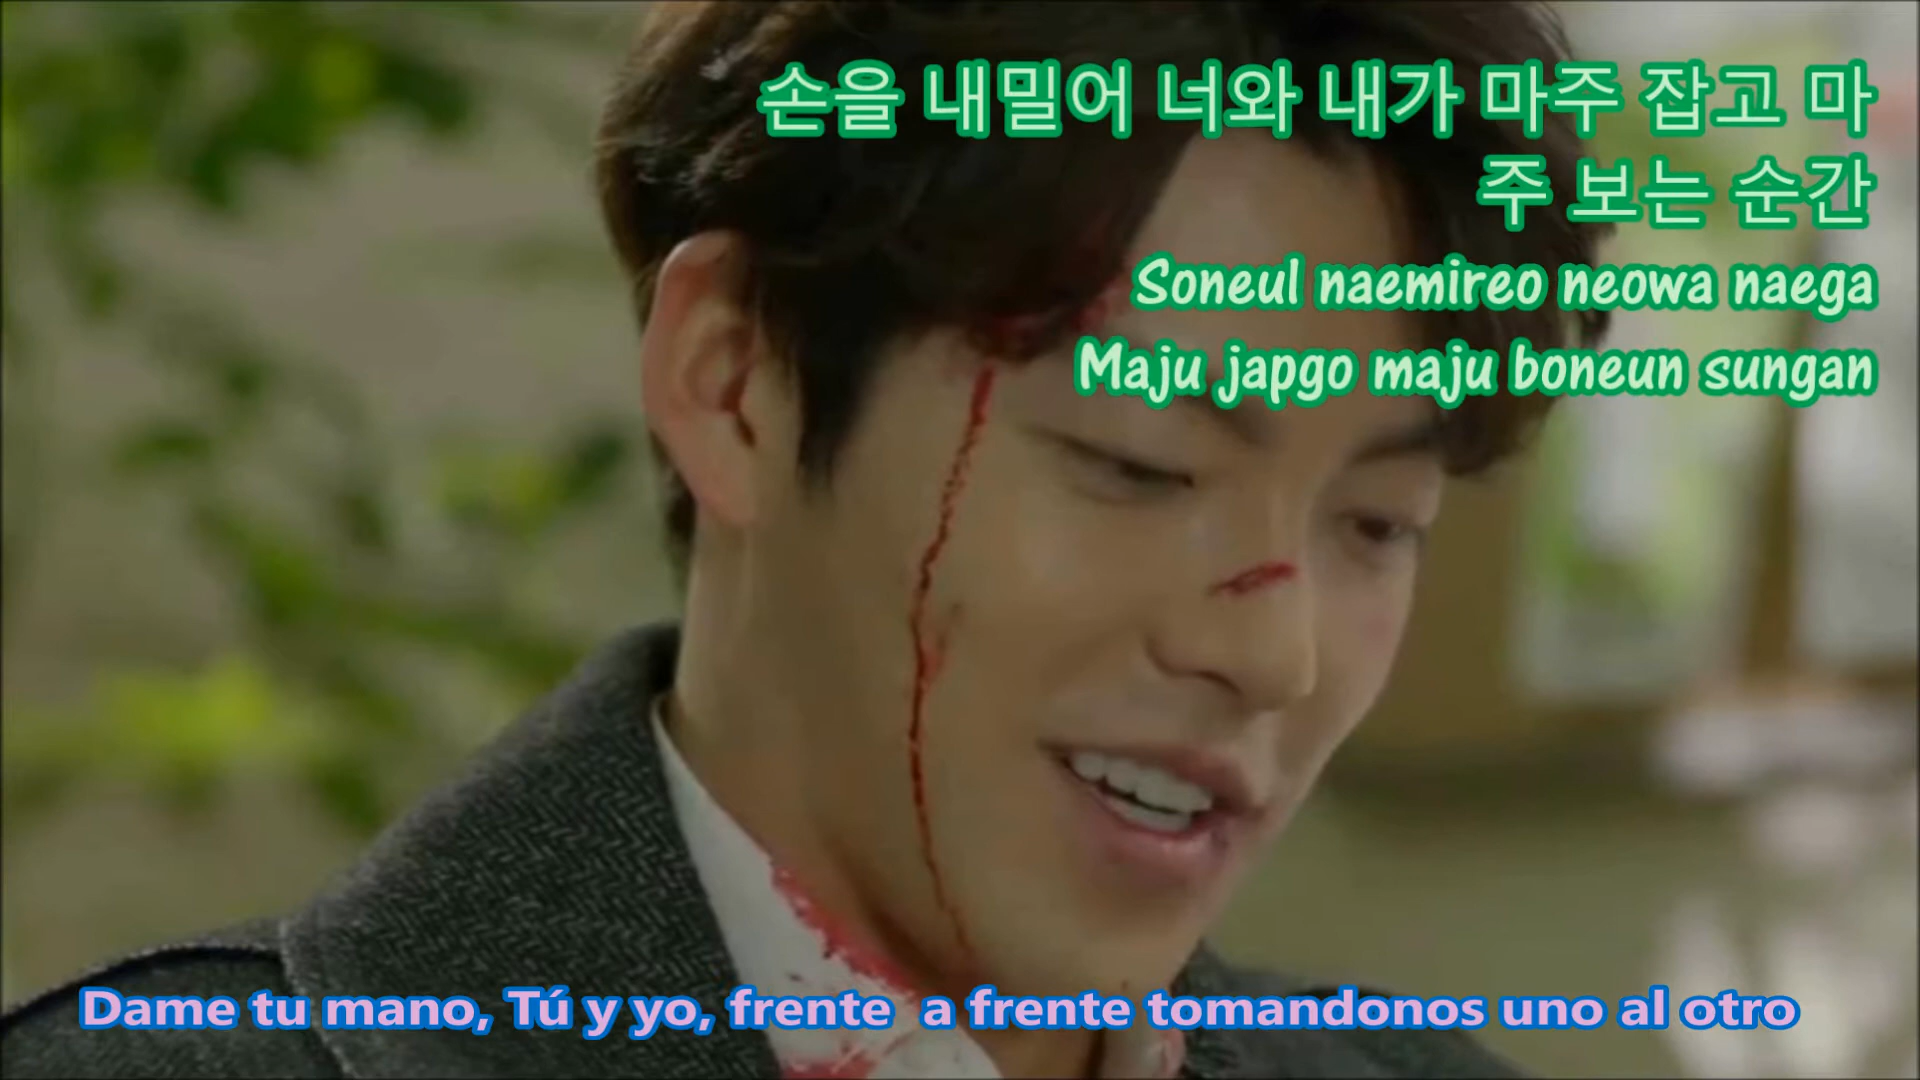 손을 내밀어 너와 내가 마주 잡고 마
주 보는 순간
Soneul naemireo neowa naega
Maju japgo maju boneun sungan
Dame tu mano, Tú y yo, frente  a frente tomandonos uno al otro